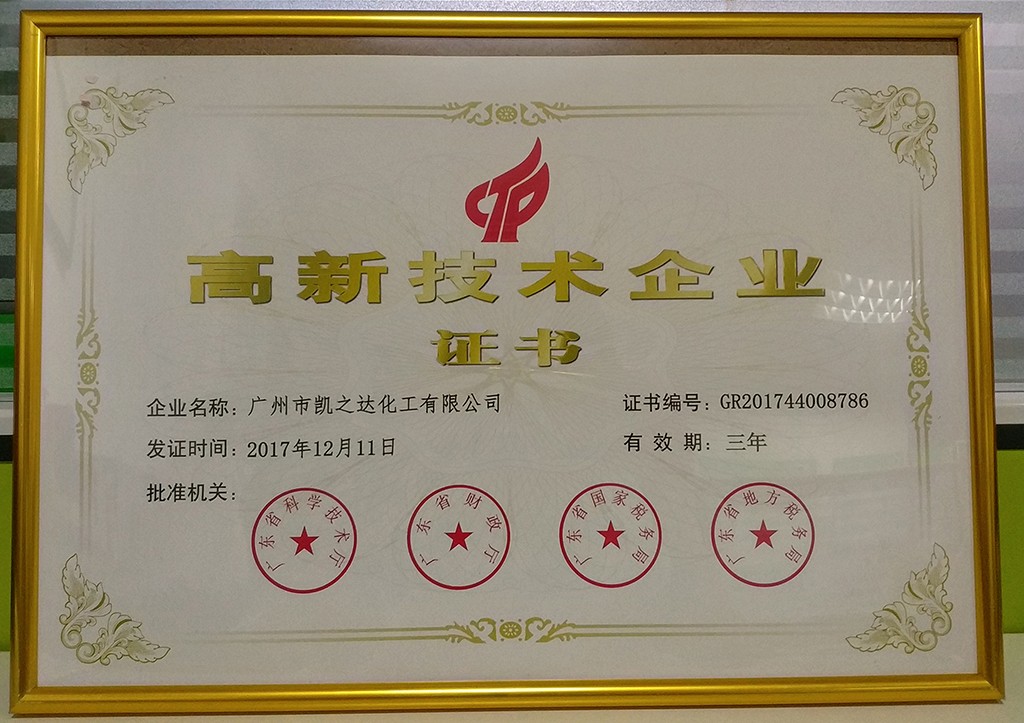 CTP
高新技术企业
证书
企业名称：广州市凯之达化工有限公司
证书编号：GR201744008786
发证时间：2017年12月11日
有效期：三年
批准机关：
广东省科学技术厅
广东省财政厅
广东省国家税务局
广东省地方税务局